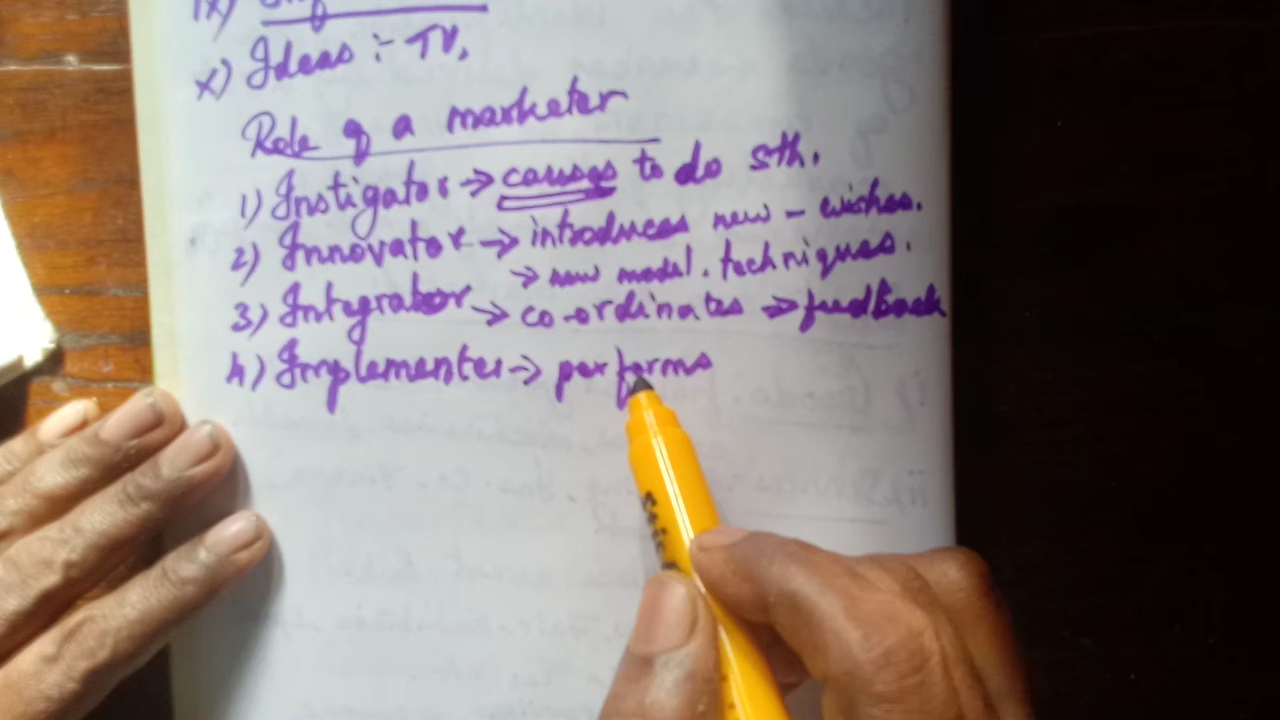 ix)
x) Ideas :- TV,
Role of a marketer
1) Instigator → causes to do sth.
2) Innovator → introduces new - wishes.
→ new model. techniques.
3) Integrator → co-ordinates → feedback
4) Implementer → performs